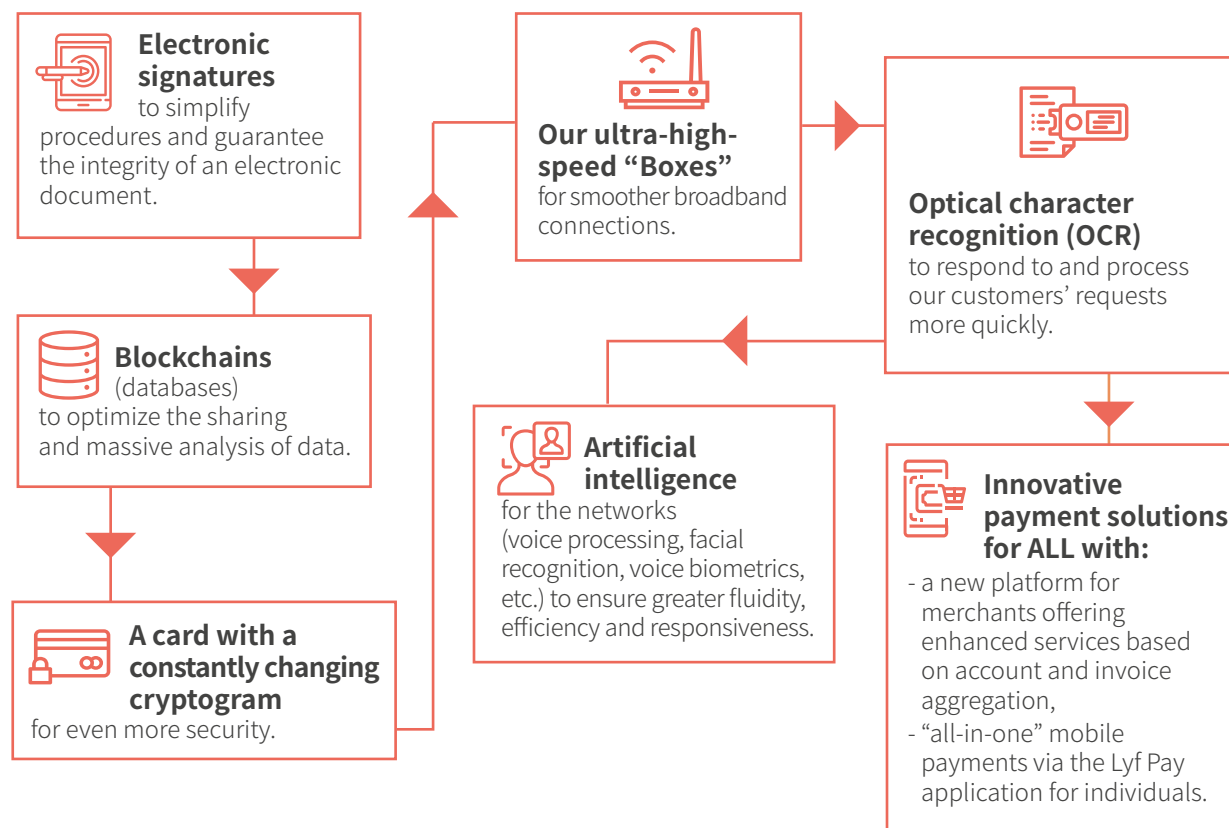 Electronic
signatures
to simplify
procedures and guarantee
the integrity of an electronic
document.
Blockchains
(databases)
to optimize the sharing
and massive analysis of data.
A card with a
constantly changing
cryptogram
for even more security.
Our ultra-high-
speed “Boxes”
for smoother broadband
connections.
Optical character
recognition (OCR)
to respond to and process
our customers’ requests
more quickly.
Artificial
intelligence
for the networks
(voice processing, facial
recognition, voice biometrics,
etc.) to ensure greater fluidity,
efficiency and responsiveness.
Innovative
payment solutions
for ALL with:
- a new platform for
merchants offering
enhanced services based
on account and invoice
aggregation,
- “all-in-one” mobile
payments via the Lyf Pay
application for individuals.